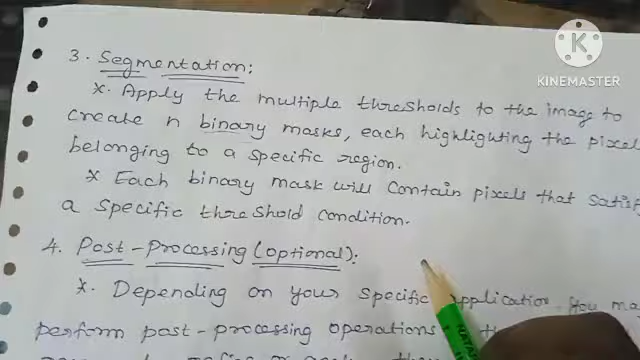 KINEMASTER
3. Segmentation:
*. Apply the multiple thresholds to the image to
create n binary masks, each highlighting the pixel
belonging to a specific region.
* Each binary mask will contain pixels that satisf
a specific threshold condition.
4. Post-Processing (optional):
*. Depending on your specific application. You may
perform post-processing operations